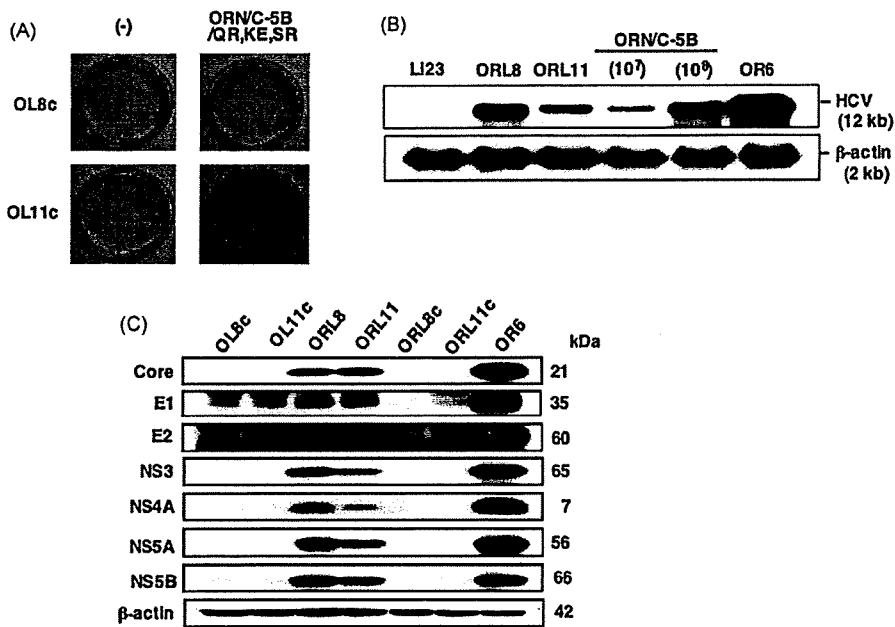 (A)
(-)
ORN/C-5B
/QR,KE,SR
OL8c
OL11c
(B)
ORN/C-5B
LI23 ORL8 ORL11 (10⁷) (10⁸) OR6
HCV
(12 kb)
β-actin
(2 kb)
(C)
OL8c OL11c ORL8 ORL11 ORL8c ORL11c OR6 kDa
Core 21
E1 35
E2 60
NS3 65
NS4A 7
NS5A 56
NS5B 66
β-actin 42